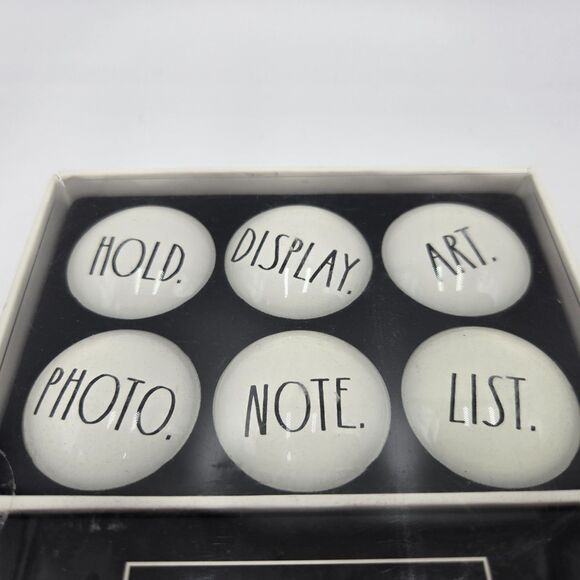 HOLD.
DISPLAY.
ART.
PHOTO.
NOTE.
LIST.